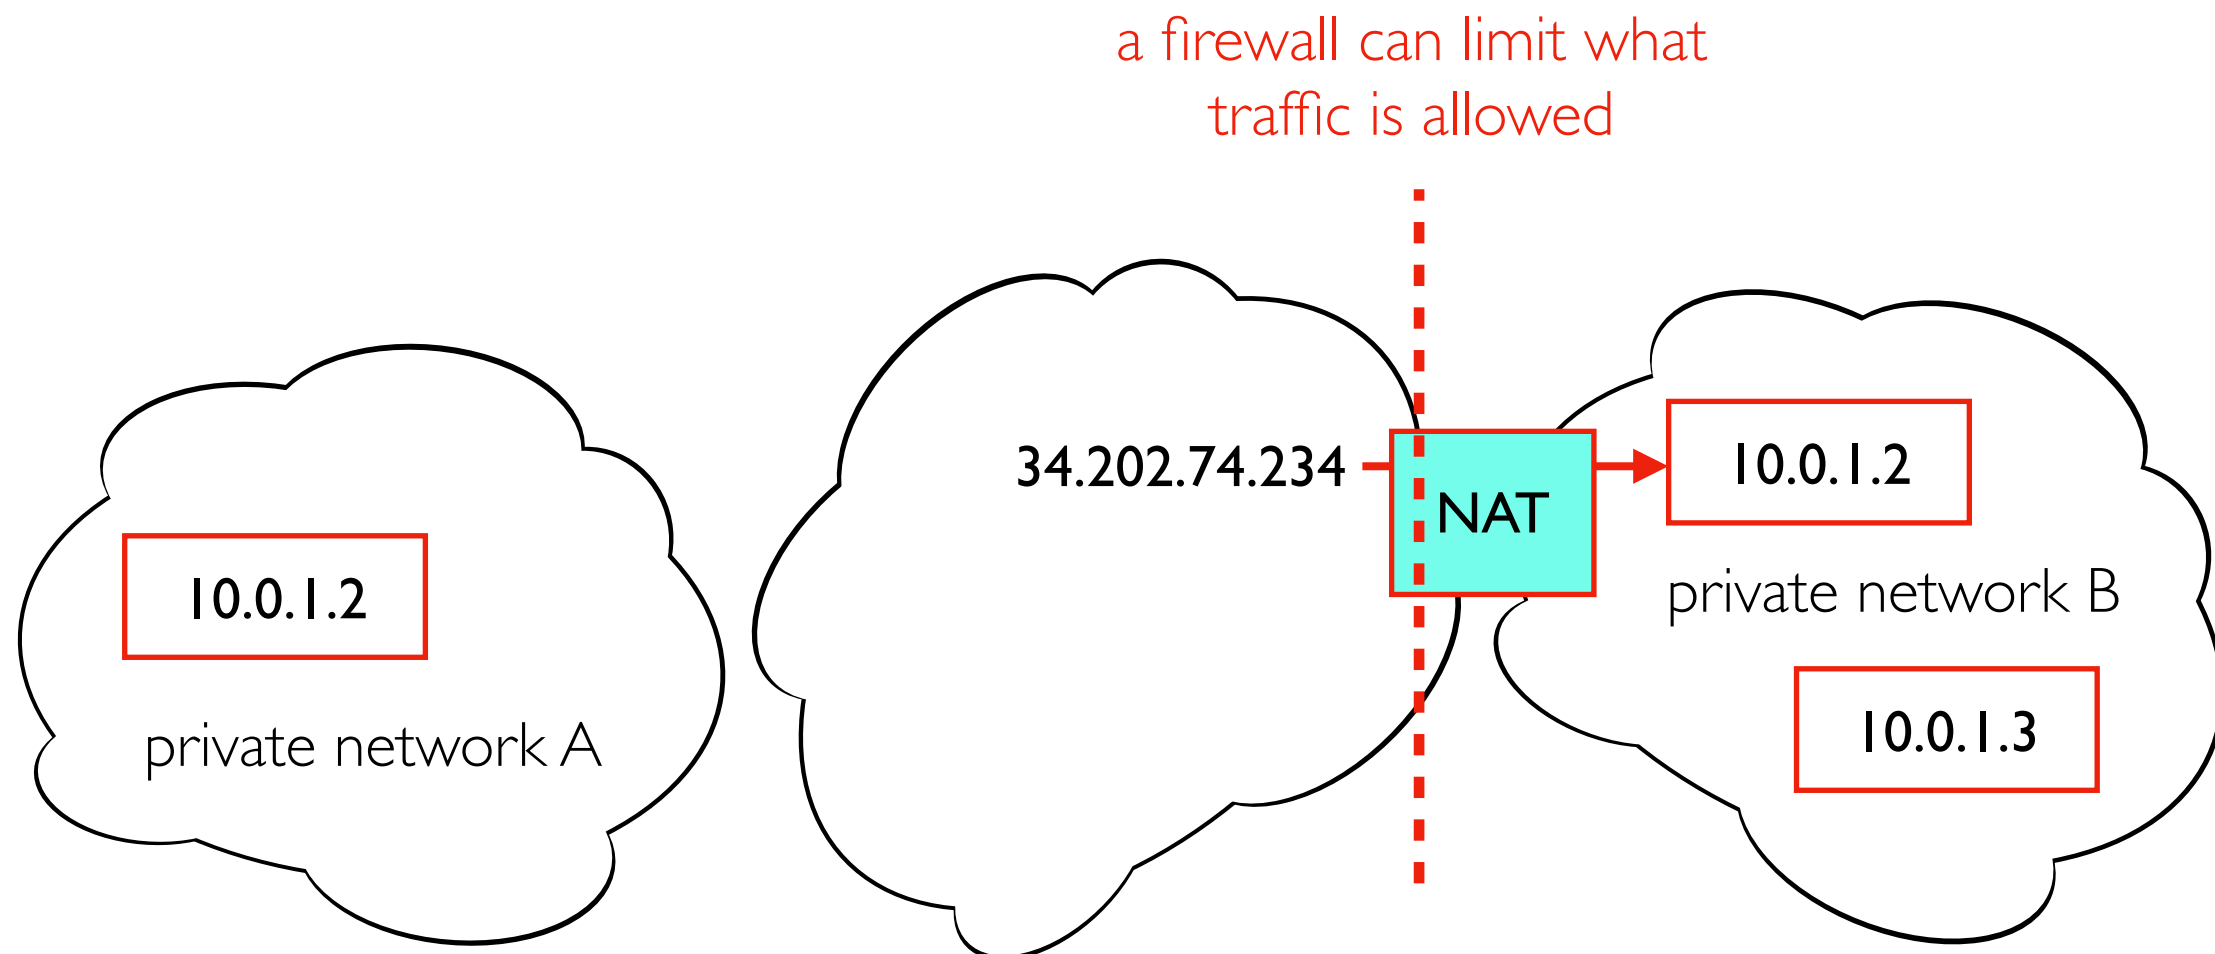 a firewall can limit what
traffic is allowed
34.202.74.234
NAT
10.0.1.2
private network B
10.0.1.3
10.0.1.2
private network A